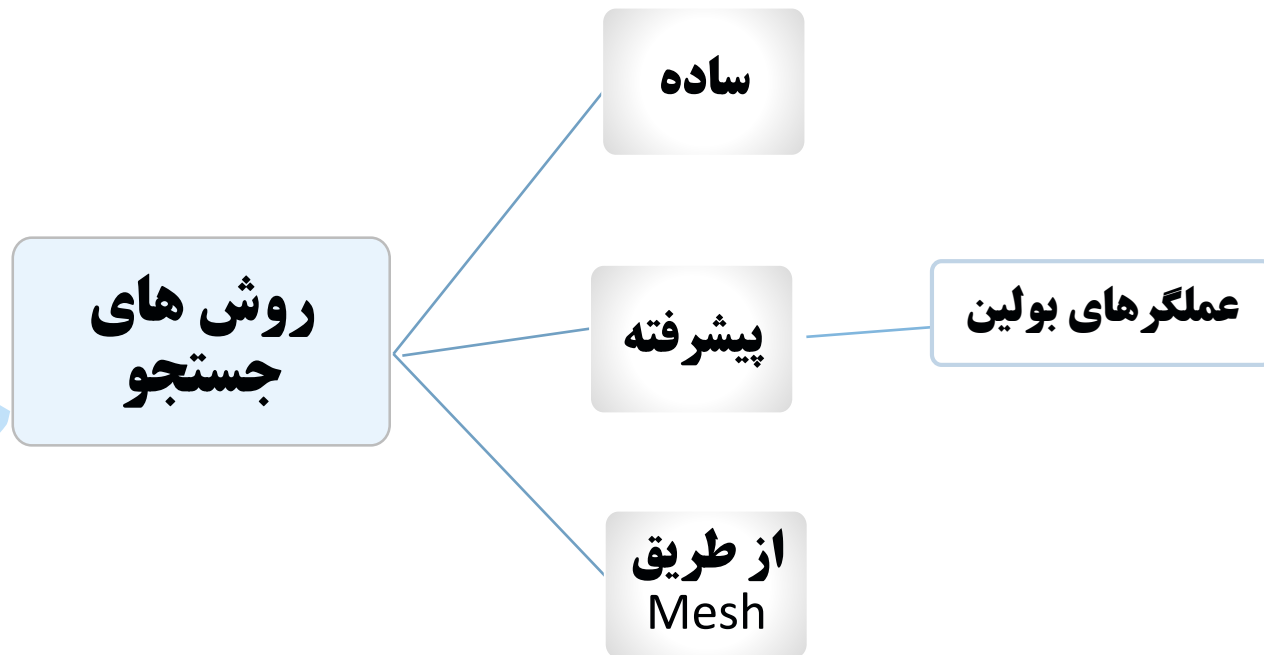 روش های
جستجو
ساده
پیشرفته
عملگرهای بولین
از طریق
Mesh